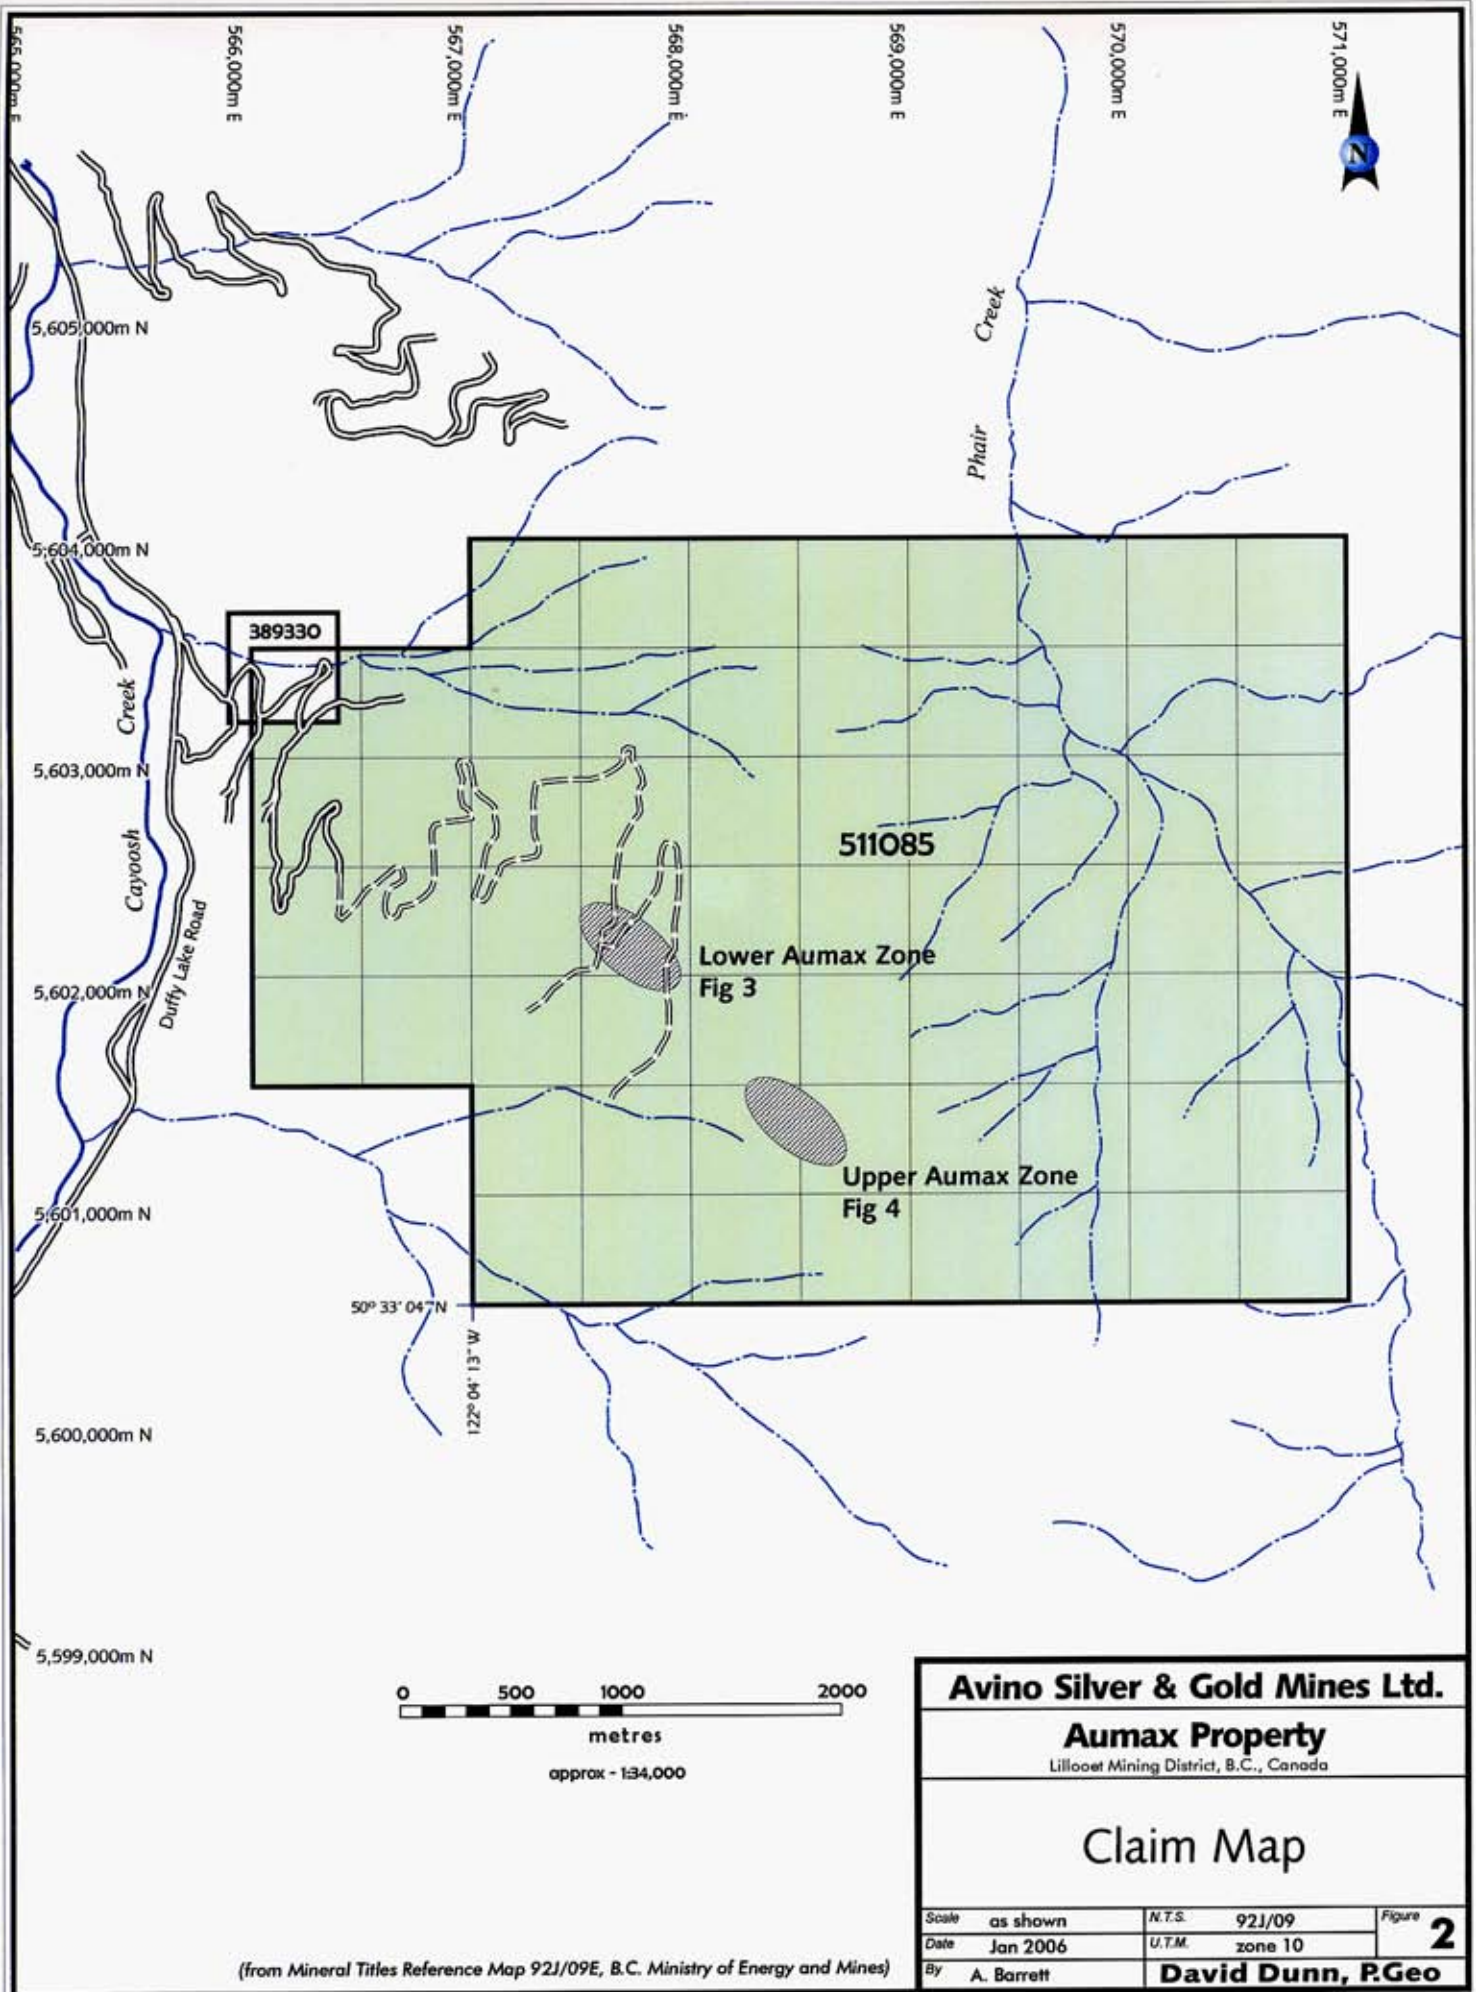 565,000m E
566,000m E
567,000m E
568,000m E
569,000m E
570,000m E
571,000m E
N
Creek
5,605,000m N
Phair
5,604,000m N
389330
Creek
5,603,000m N
Cayoosh
511085
Duffy Lake Road
Lower Aumax Zone
Fig 3
5,602,000m N
Upper Aumax Zone
Fig 4
5,601,000m N
50° 33' 04" N
122° 04' 13" W
5,600,000m N
5,599,000m N
0 500 1000 2000
metres
approx - 1:34,000
Avino Silver & Gold Mines Ltd.
Aumax Property
Lillooet Mining District, B.C., Canada
Claim Map
Scale as shown N.T.S. 92J/09 Figure 2
Date Jan 2006 U.T.M. zone 10
By A. Barrett David Dunn, P.Geo
(from Mineral Titles Reference Map 92J/09E, B.C. Ministry of Energy and Mines)